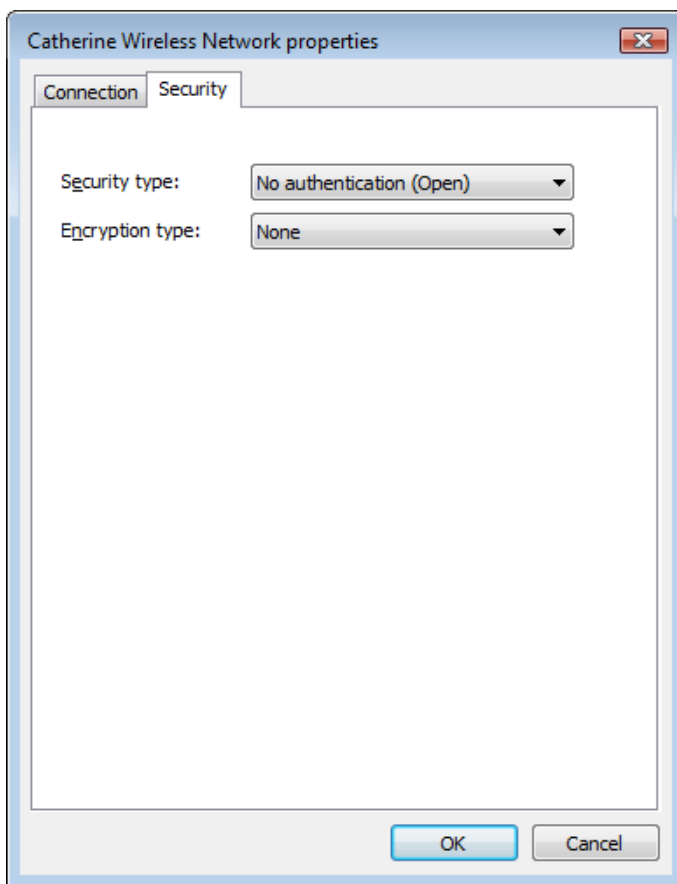 Catherine Wireless Network properties
Connection
Security
Security type:
No authentication (Open)
Encryption type:
None
OK
Cancel